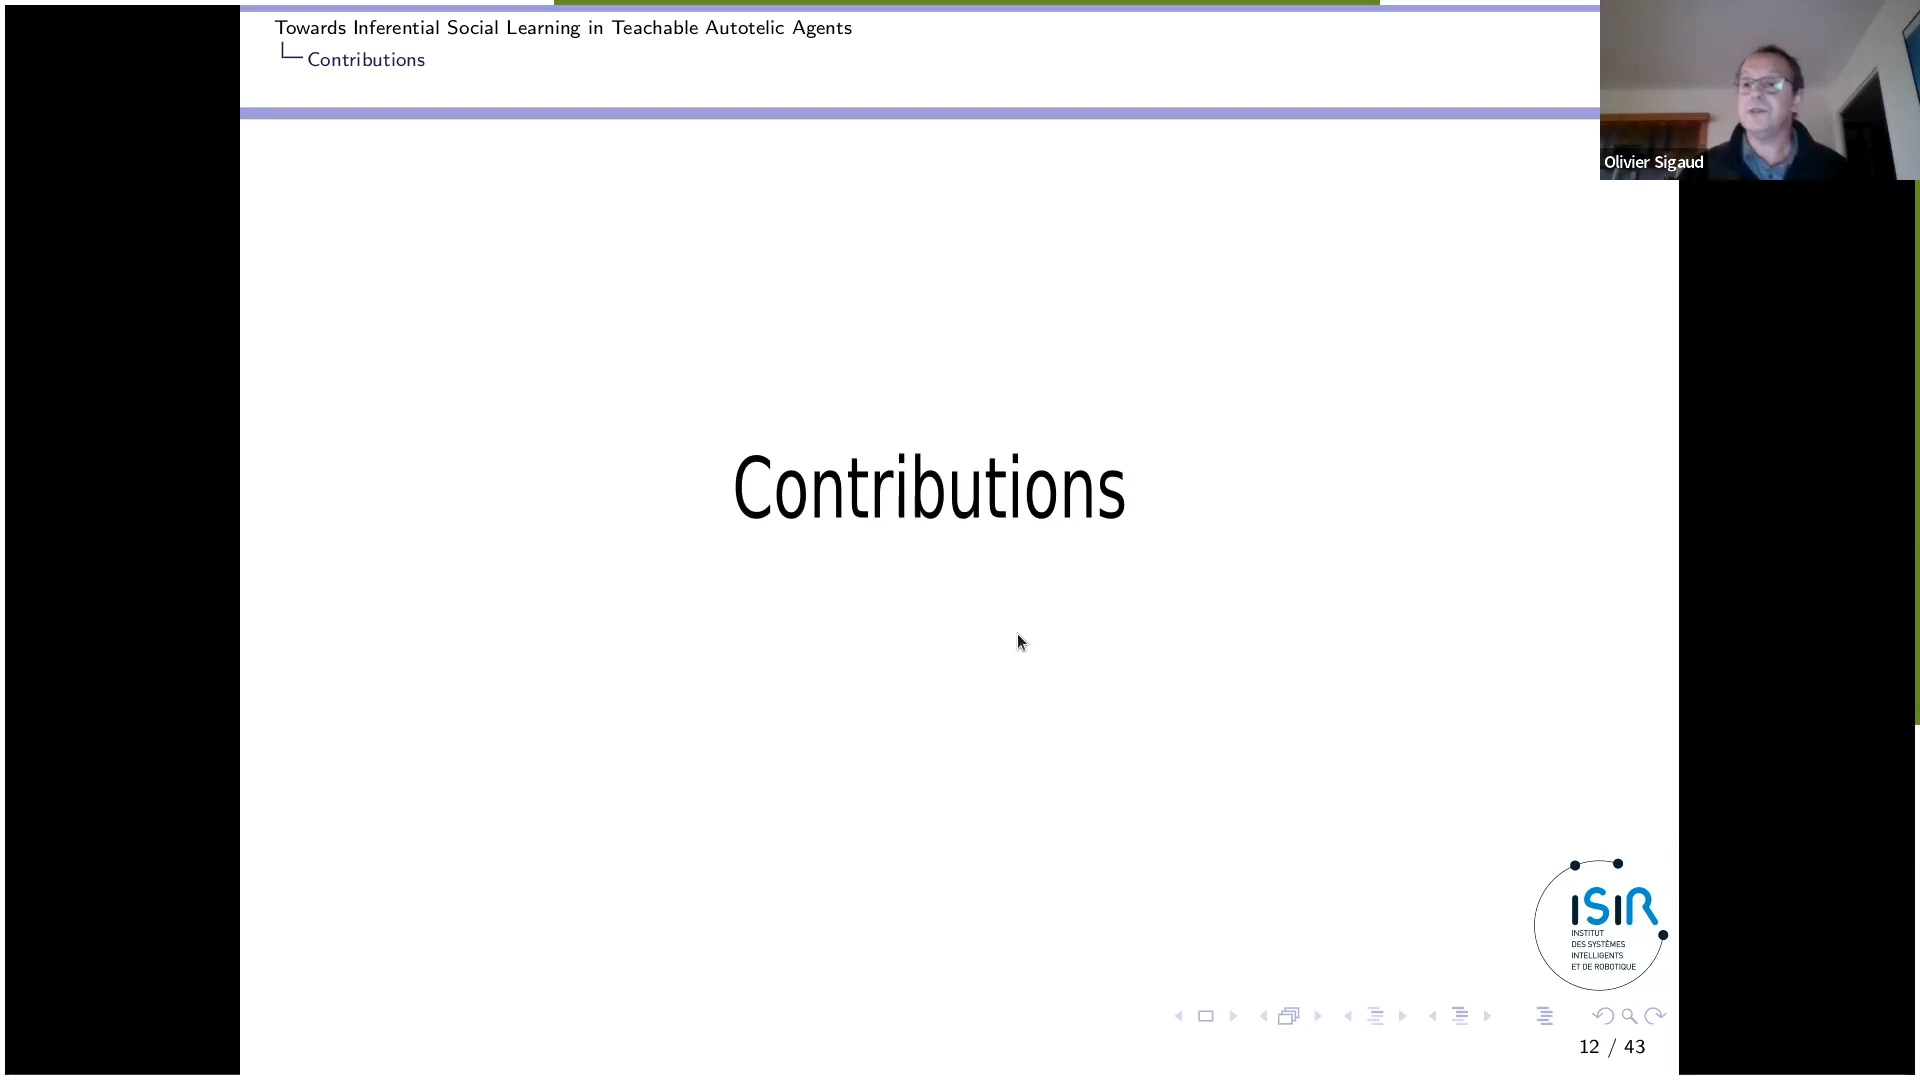 Towards Inferential Social Learning in Teachable Autotelic Agents
Contributions
Olivier Sigaud
Contributions
ISIR
INSTITUT
DES SYSTÈMES
INTELLIGENTS
ET DE ROBOTIQUE
12 / 43